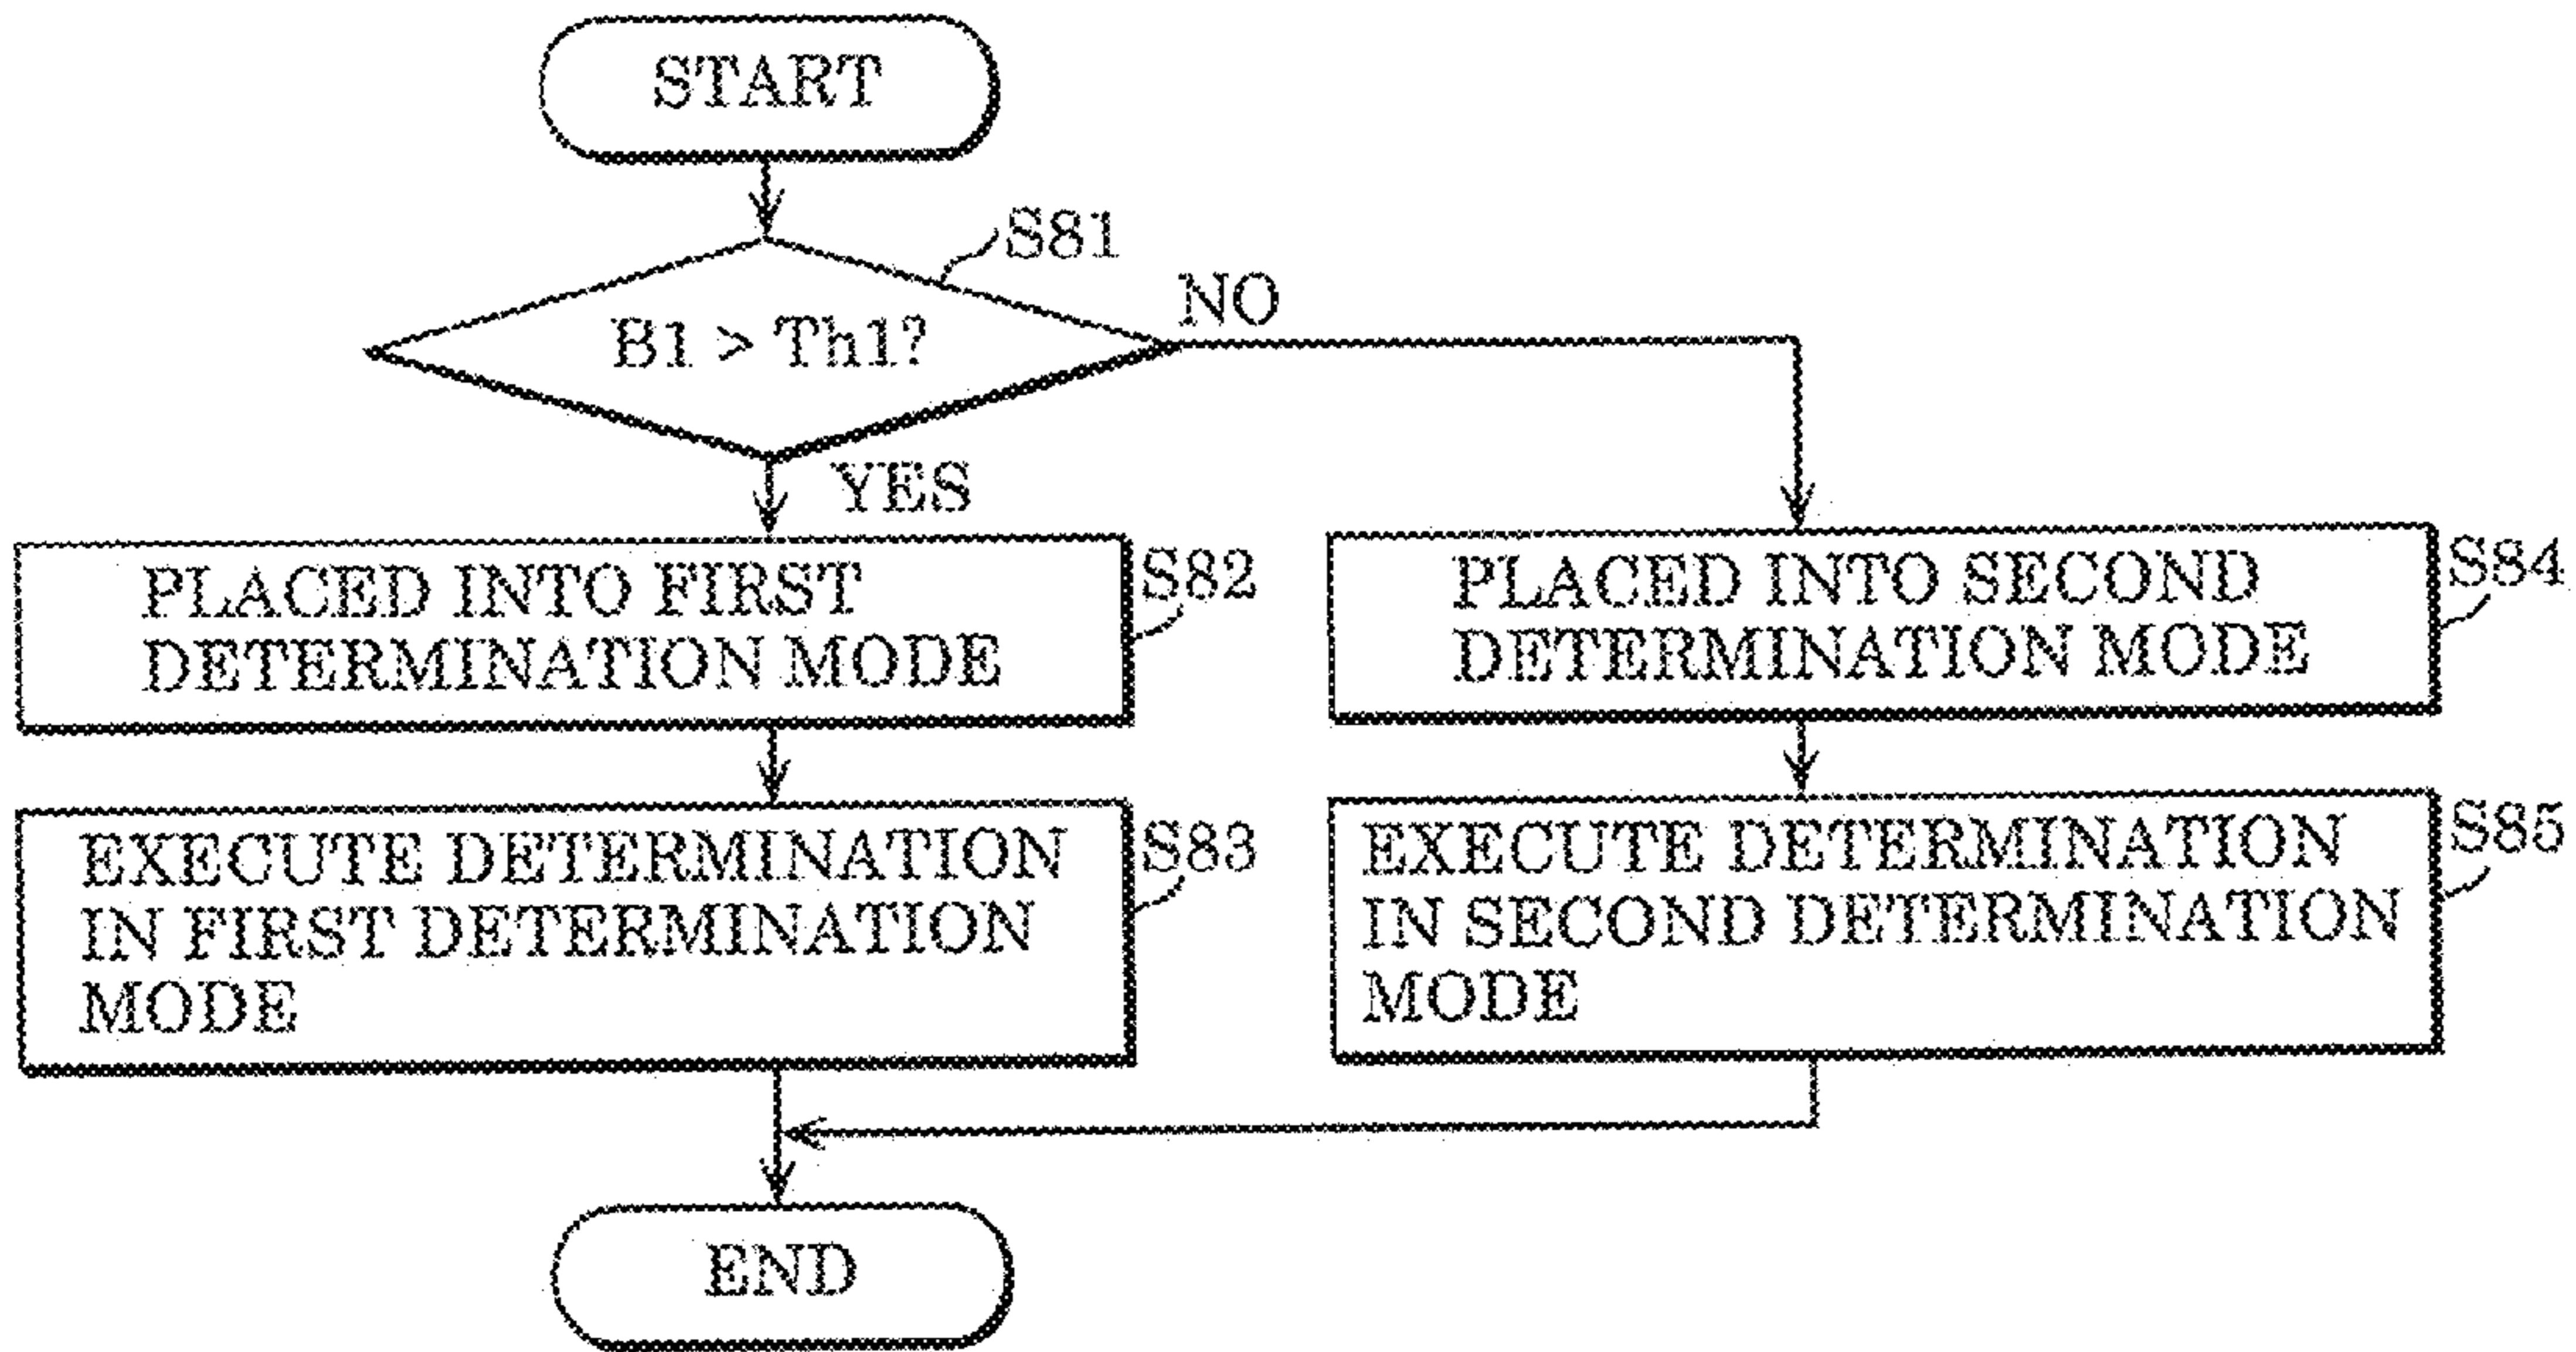 START
S81
B1 > Th1?
NO
YES
PLACED INTO FIRST
DETERMINATION MODE
S82
PLACED INTO SECOND
DETERMINATION MODE
S84
EXECUTE DETERMINATION
IN FIRST DETERMINATION
MODE
S83
EXECUTE DETERMINATION
IN SECOND DETERMINATION
MODE
S85
END